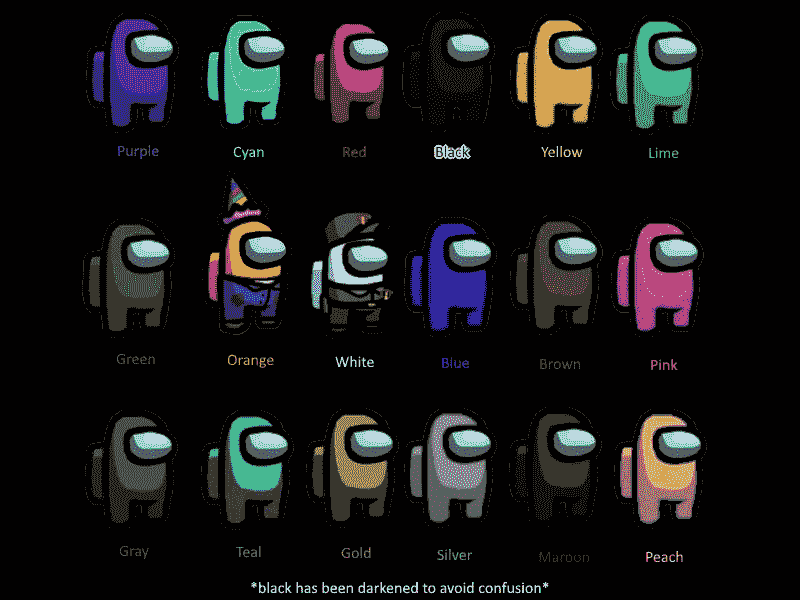 Purple
Cyan
Red
Black
Yellow
Lime
Green
Orange
White
Blue
Brown
Pink
Gray
Teal
Gold
Silver
Maroon
Peach
*black has been darkened to avoid confusion*